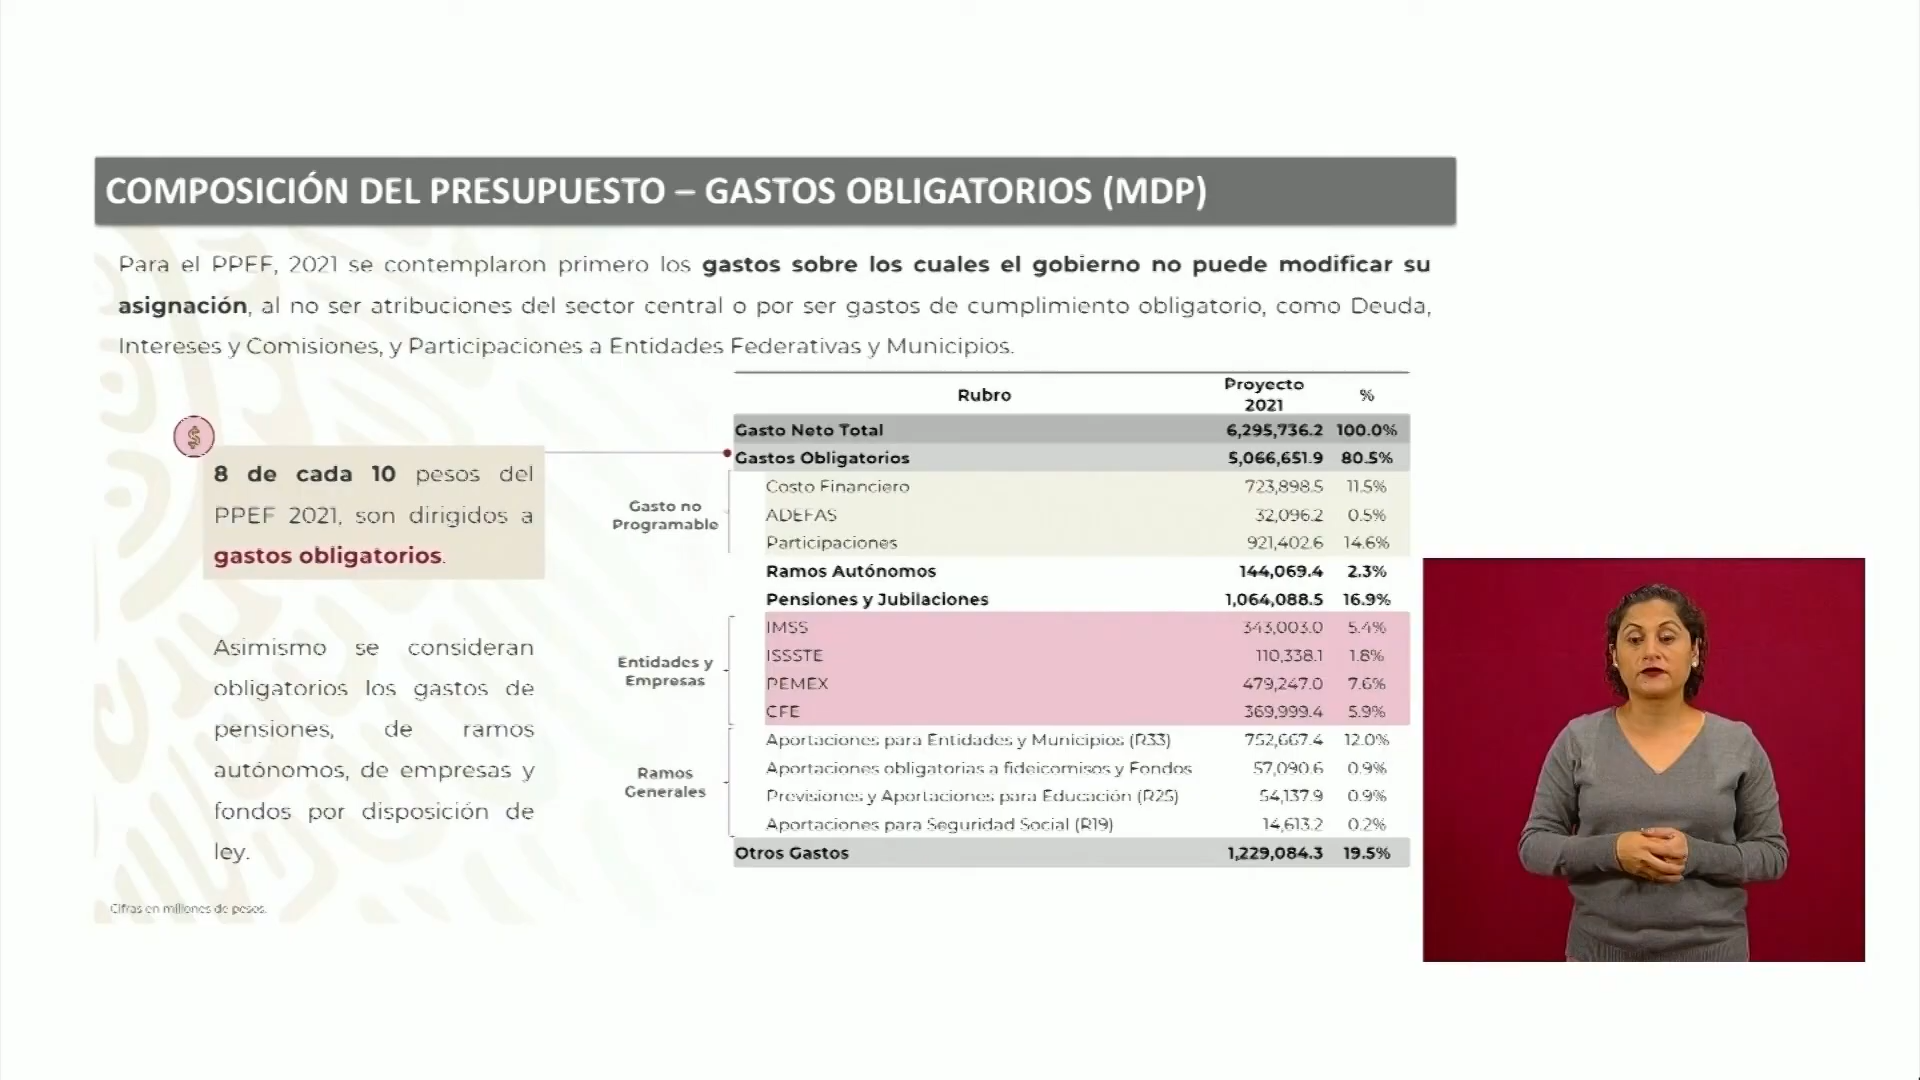 COMPOSICIÓN DEL PRESUPUESTO – GASTOS OBLIGATORIOS (MDP)
Para el PPEF, 2021 se contemplaron primero los gastos sobre los cuales el gobierno no puede modificar su
asignación, al no ser atribuciones del sector central o por ser gastos de cumplimiento obligatorio, como Deuda,
Intereses y Comisiones, y Participaciones a Entidades Federativas y Municipios.
$
8 de cada 10 pesos del
PPEF 2021, son dirigidos a
gastos obligatorios.
Asimismo se consideran
obligatorios los gastos de
pensiones, de ramos
autónomos, de empresas y
fondos por disposición de
ley.
Rubro Proyecto 2021 %
Gasto Neto Total 6,295,736.2 100.0%
Gastos Obligatorios 5,066,651.9 80.5%
Gasto no
Programable
Costo Financiero 723,898.5 11.5%
ADEFAS 32,096.2 0.5%
Participaciones 921,402.6 14.6%
Ramos Autónomos 144,069.4 2.3%
Pensiones y Jubilaciones 1,064,088.5 16.9%
Entidades y
Empresas
IMSS 343,003.0 5.4%
ISSSTE 110,338.1 1.8%
PEMEX 479,247.0 7.6%
CFE 369,999.4 5.9%
Ramos
Generales
Aportaciones para Entidades y Municipios (R33) 752,667.4 12.0%
Aportaciones obligatorias a fideicomisos y Fondos 57,090.6 0.9%
Previsiones y Aportaciones para Educación (R25) 54,137.9 0.9%
Aportaciones para Seguridad Social (R19) 14,613.2 0.2%
Otros Gastos 1,229,084.3 19.5%
Cifras en millones de pesos.